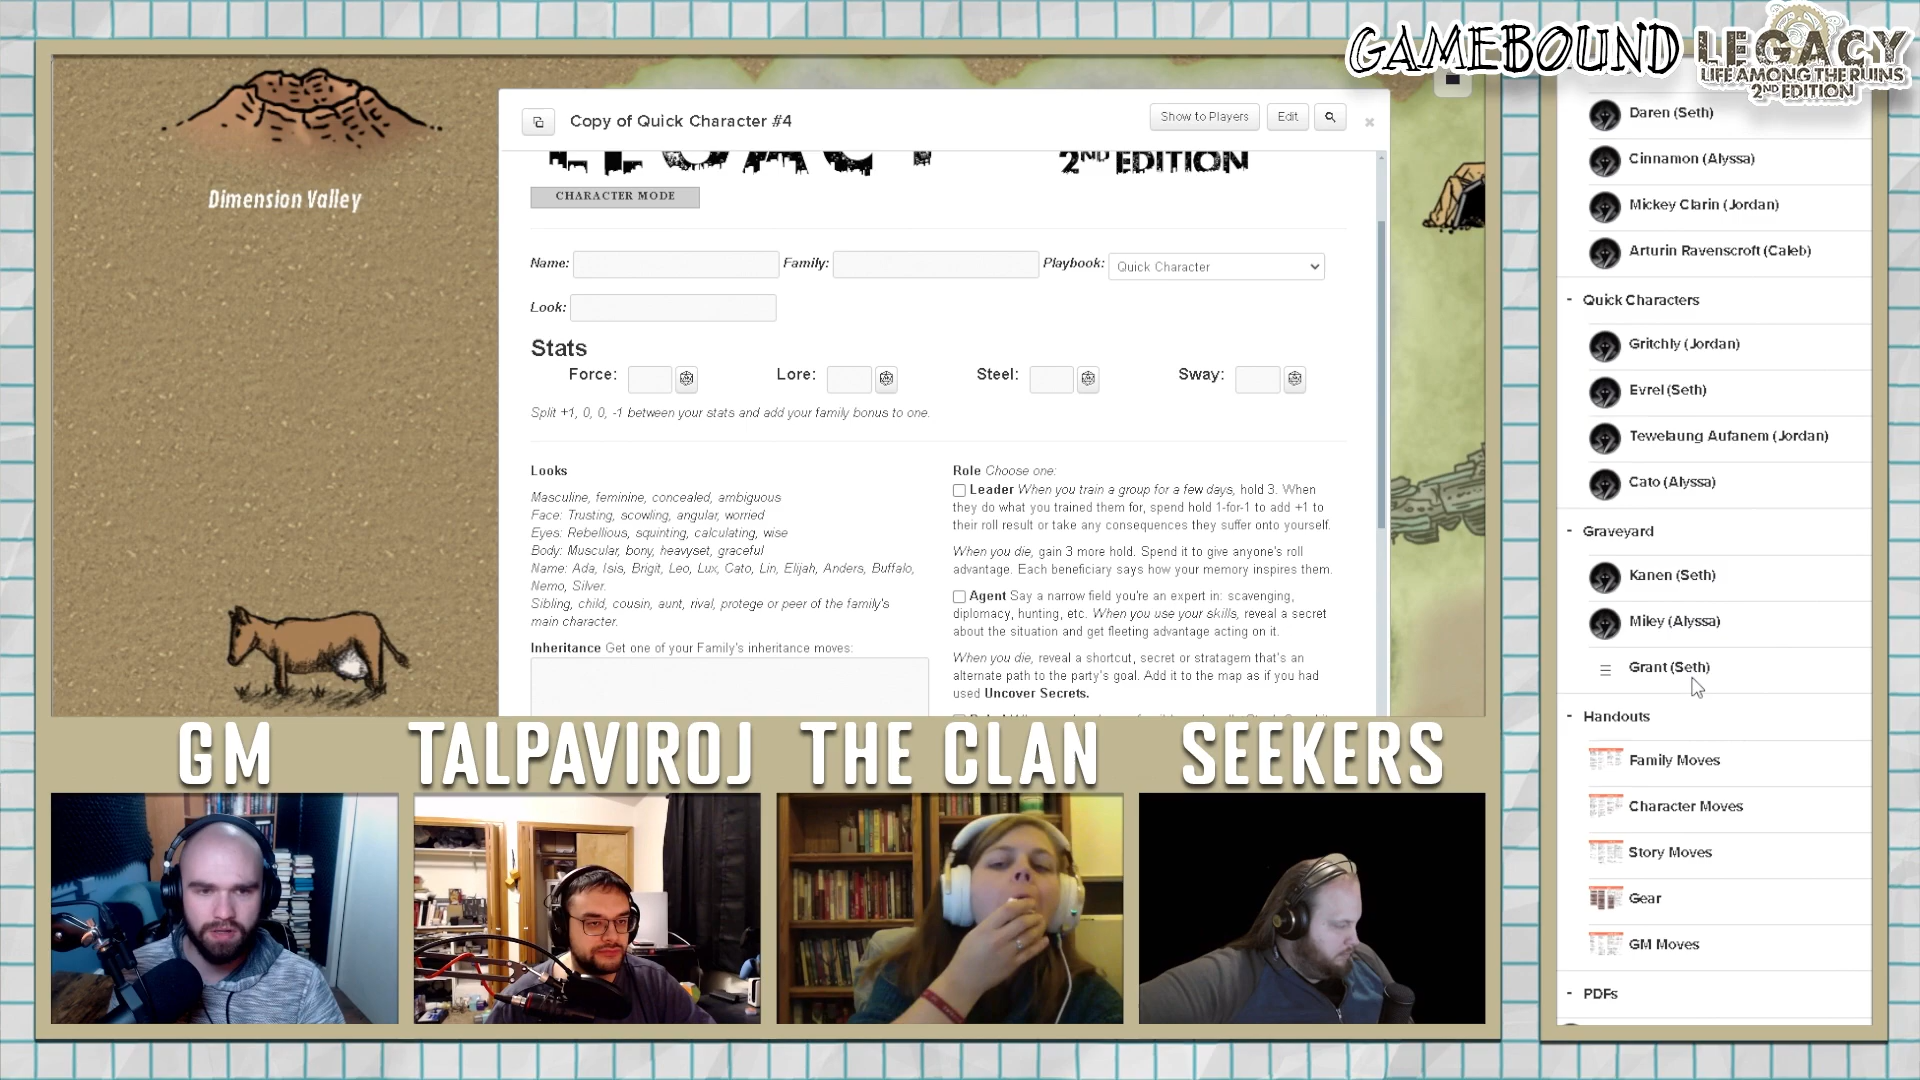 GAMEBOUND
LEGACY
LIFE AMONG THE RUINS
2ND EDITION
Dimension Valley
Copy of Quick Character #4
Show to Players
Edit
LEGACY
2ND EDITION
CHARACTER MODE
Name:
Family:
Playbook:
Quick Character
Look:
Stats
Force:
Lore:
Steel:
Sway:
Split +1, 0, 0, -1 between your stats and add your family bonus to one.
Looks
Masculine, feminine, concealed, ambiguous
Face: Trusting, scowling, angular, worried
Eyes: Rebellious, squinting, calculating, wise
Body: Muscular, bony, heavyset, graceful
Name: Ada, Isis, Brigit, Leo, Lux, Cato, Lin, Elijah, Anders, Buffalo,
Nemo, Silver.
Sibling, child, cousin, aunt, rival, protege or peer of the family's
main character.
Inheritance Get one of your Family's inheritance moves:
Role Choose one:
Leader When you train a group for a few days, hold 3. When
they do what you trained them for, spend hold 1-for-1 to add +1 to
their roll result or take any consequences they suffer onto yourself.
When you die, gain 3 more hold. Spend it to give anyone's roll
advantage. Each beneficiary says how your memory inspires them.
Agent Say a narrow field you're an expert in: scavenging,
diplomacy, hunting, etc. When you use your skills, reveal a secret
about the situation and get fleeting advantage acting on it.
When you die, reveal a shortcut, secret or stratagem that's an
alternate path to the party's goal. Add it to the map as if you had
used Uncover Secrets.
Daren (Seth)
Cinnamon (Alyssa)
Mickey Clarin (Jordan)
Arturin Ravenscroft (Caleb)
- Quick Characters
Gritchly (Jordan)
Evrel (Seth)
Tewelaung Aufanem (Jordan)
Cato (Alyssa)
- Graveyard
Kanen (Seth)
Miley (Alyssa)
Grant (Seth)
- Handouts
Family Moves
Character Moves
Story Moves
Gear
GM Moves
- PDFs
GM
TALPAVIROJ
THE CLAN
SEEKERS